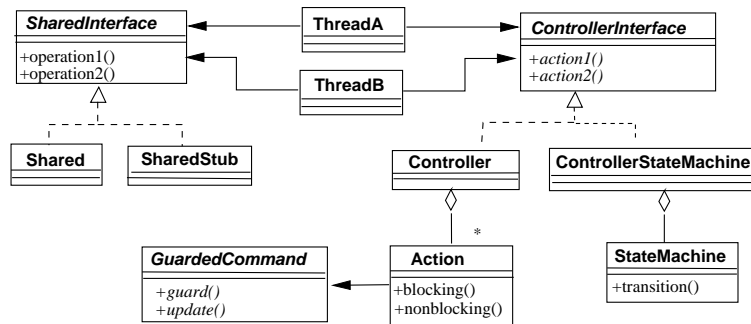 SharedInterface
+operation1()
+operation2()
ThreadA
ThreadB
ControllerInterface
+action1()
+action2()
Shared
SharedStub
Controller
ControllerStateMachine
*
GuardedCommand
+guard()
+update()
Action
+blocking()
+nonblocking()
StateMachine
+transition()